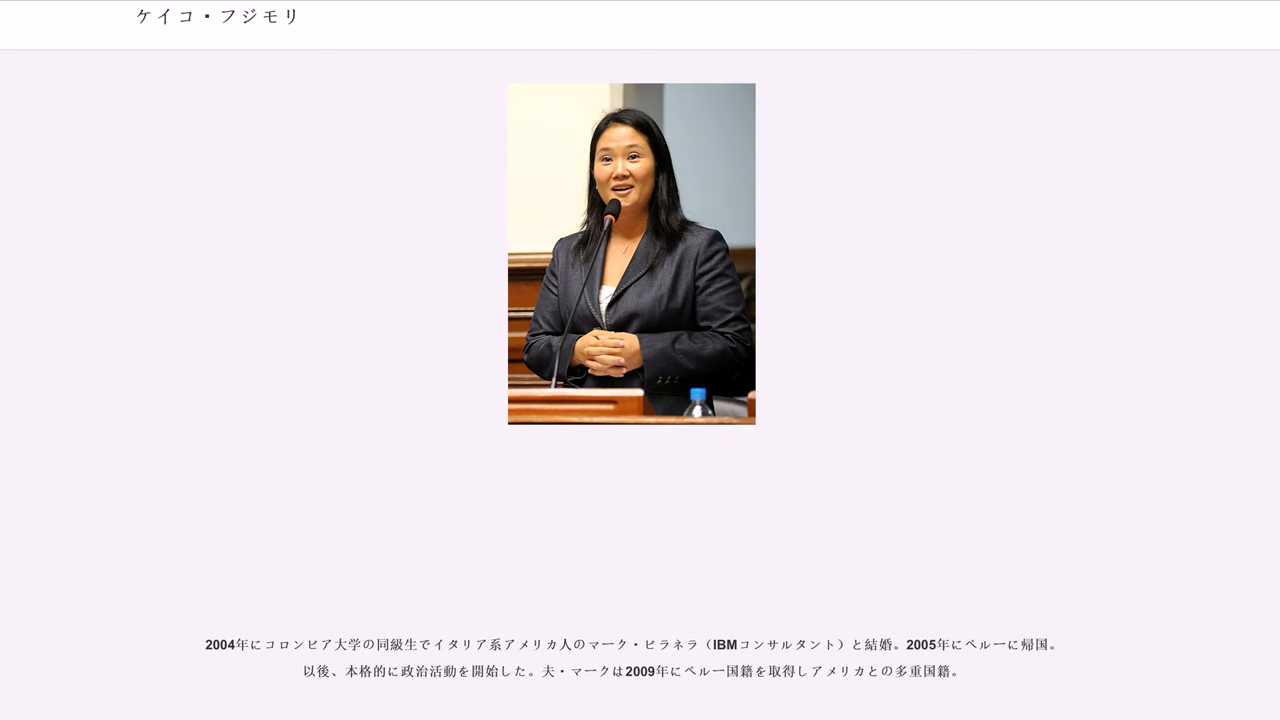 ケイコ・フジモリ
2004年にコロンビア大学の同級生でイタリア系アメリカ人のマーク・ビラネラ（IBMコンサルタント）と結婚。2005年にペルーに帰国。
以後、本格的に政治活動を開始した。夫・マークは2009年にペルー国籍を取得しアメリカとの多重国籍。